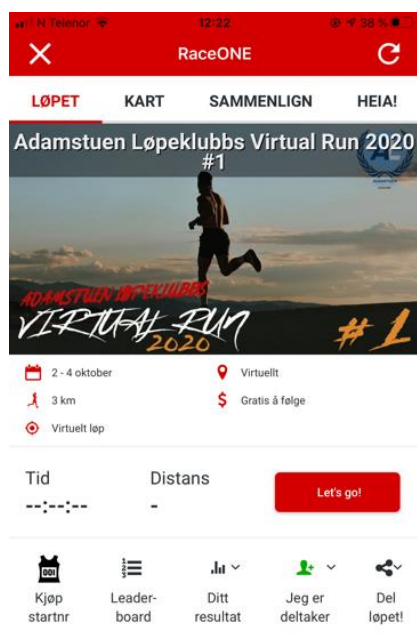 N Telenor 12:22 38 %
RaceONE
LØPET KART SAMMENLIGN HEIA!
Adamstuen Løpeklubbs Virtual Run 2020
#1
ADAMSTUEN LØPEKLUBBS
VIRTUAL RUN
2020
#1
2 - 4 oktober Virtuellt
3 km Gratis å følge
Virtuelt løp
Tid Distans
--:--:-- - Let's go!
001
Kjøp Leader- Ditt Jeg er Del
startnr board resultat deltaker løpet!